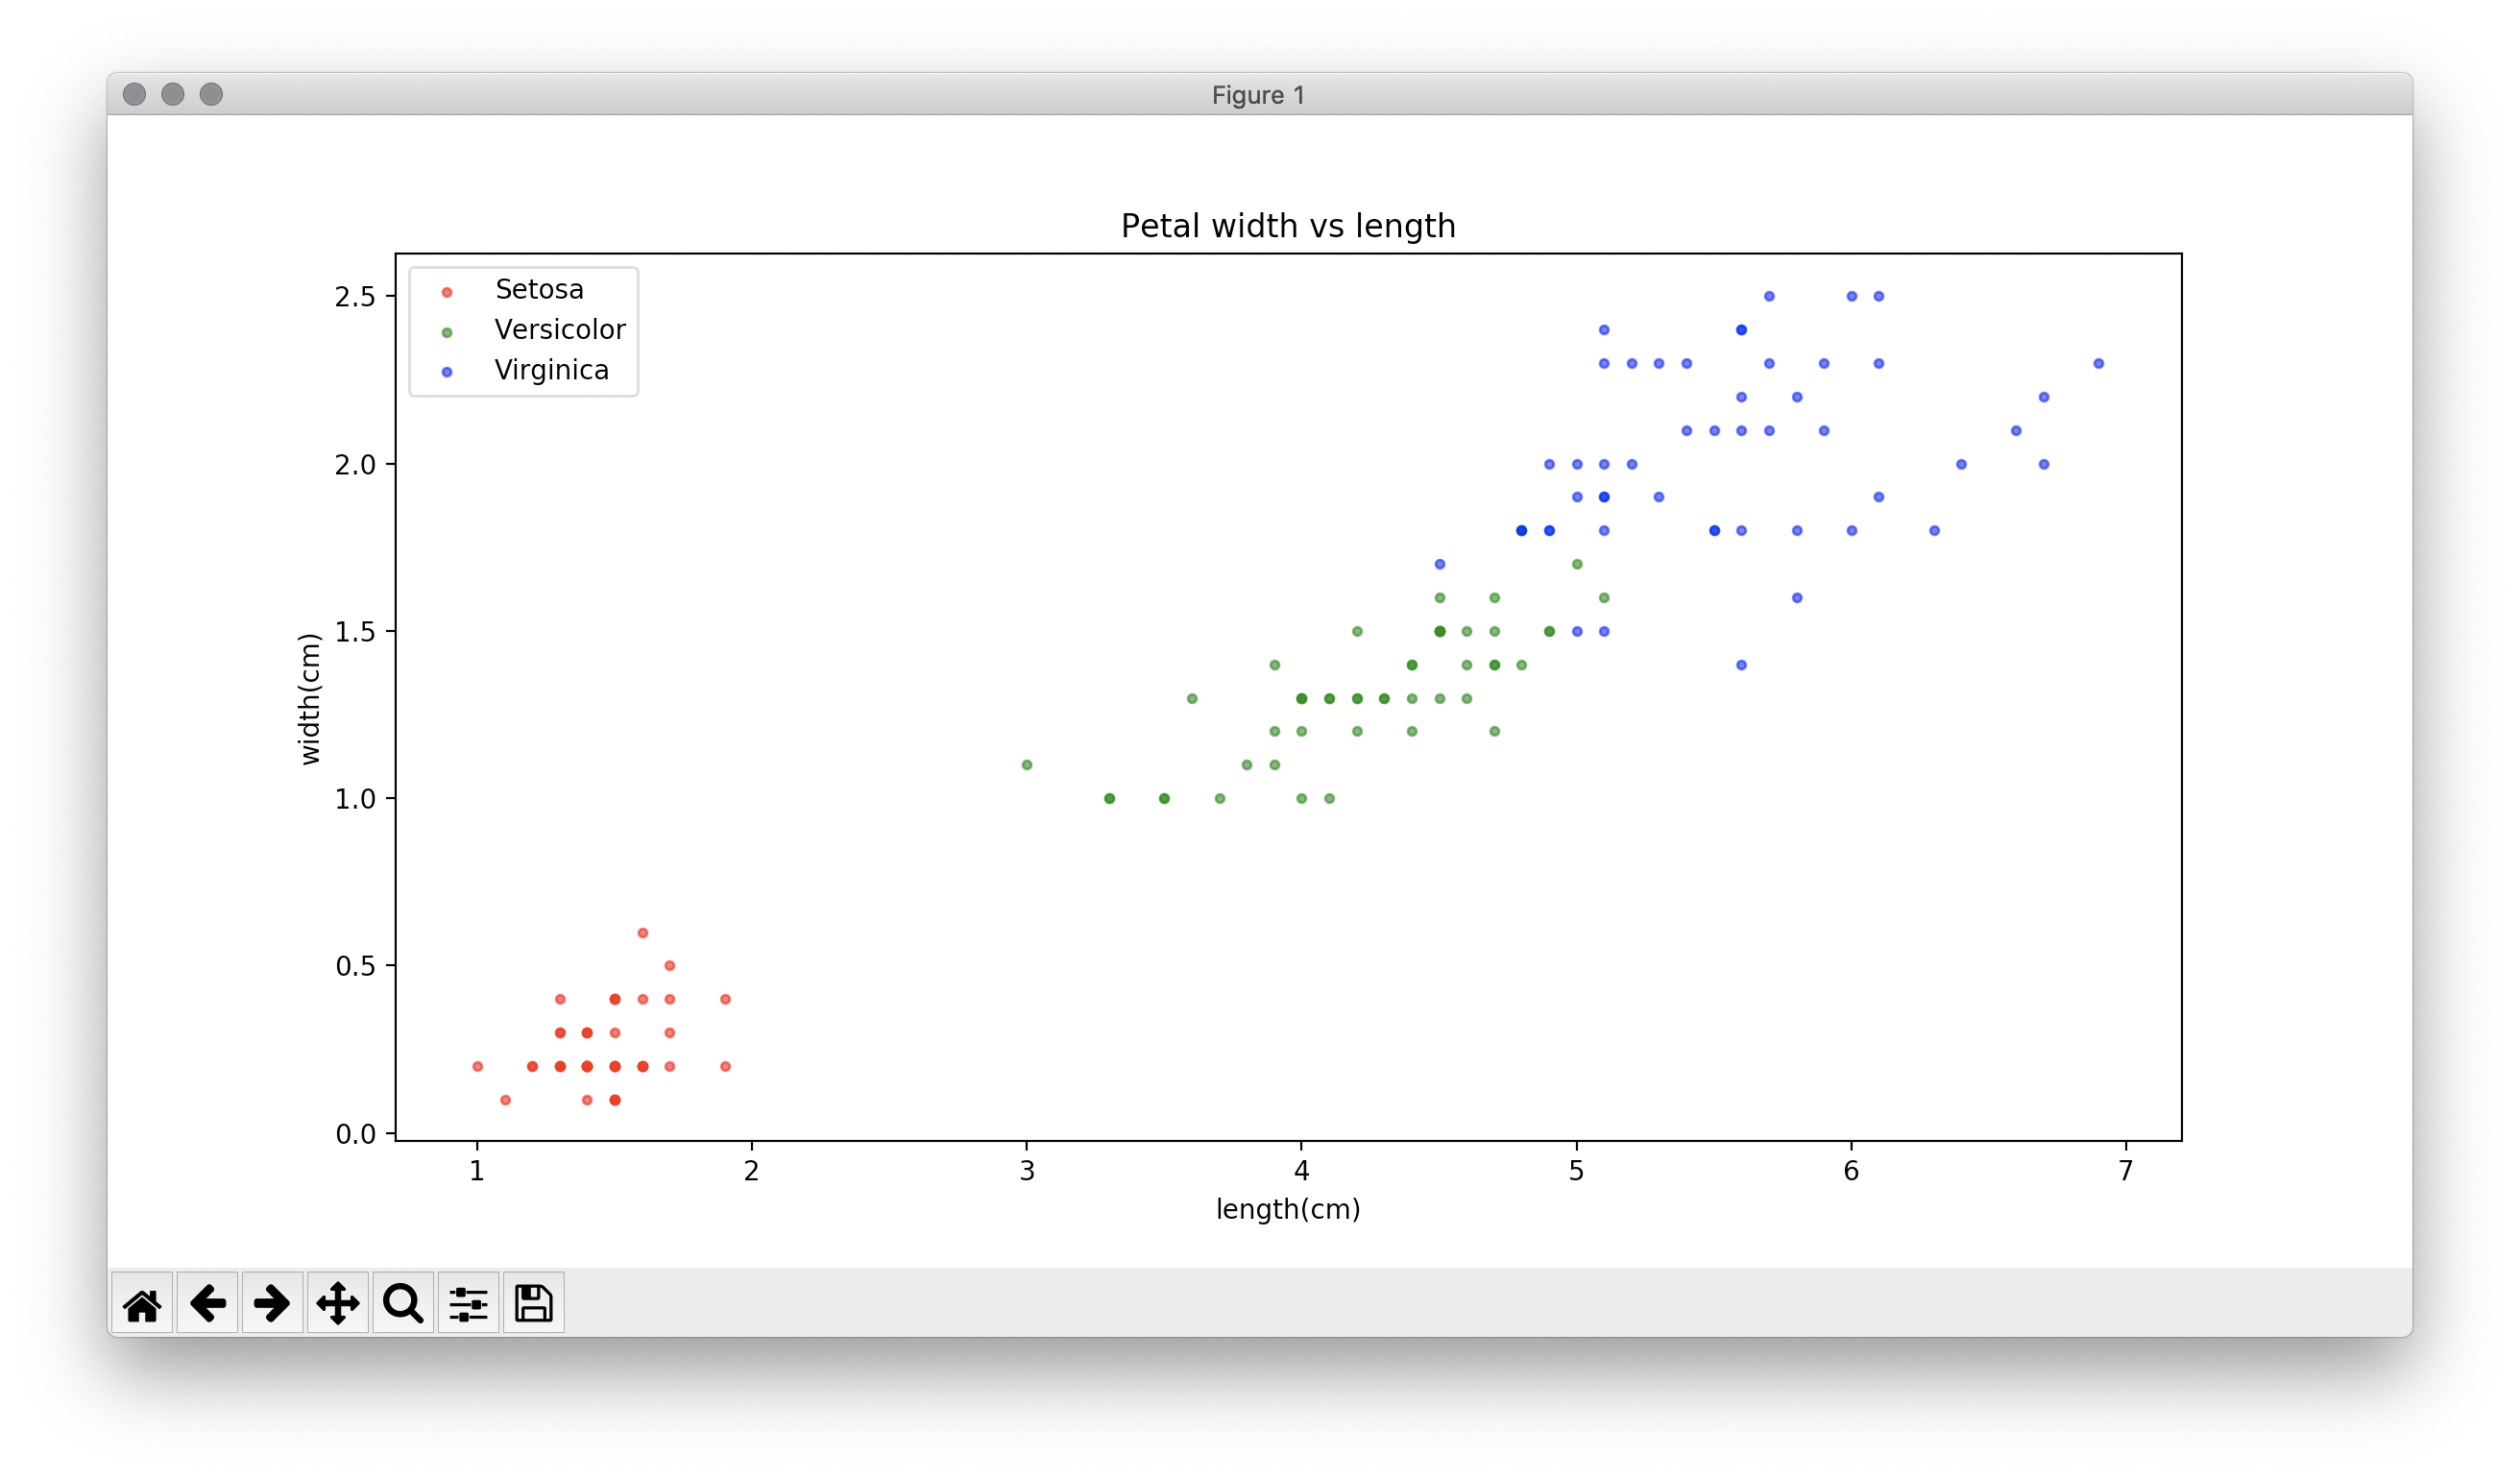 Figure 1
Petal width vs length
Setosa
Versicolor
Virginica
2.5
2.0
1.5
1.0
0.5
0.0
width(cm)
1 2 3 4 5 6 7
length(cm)